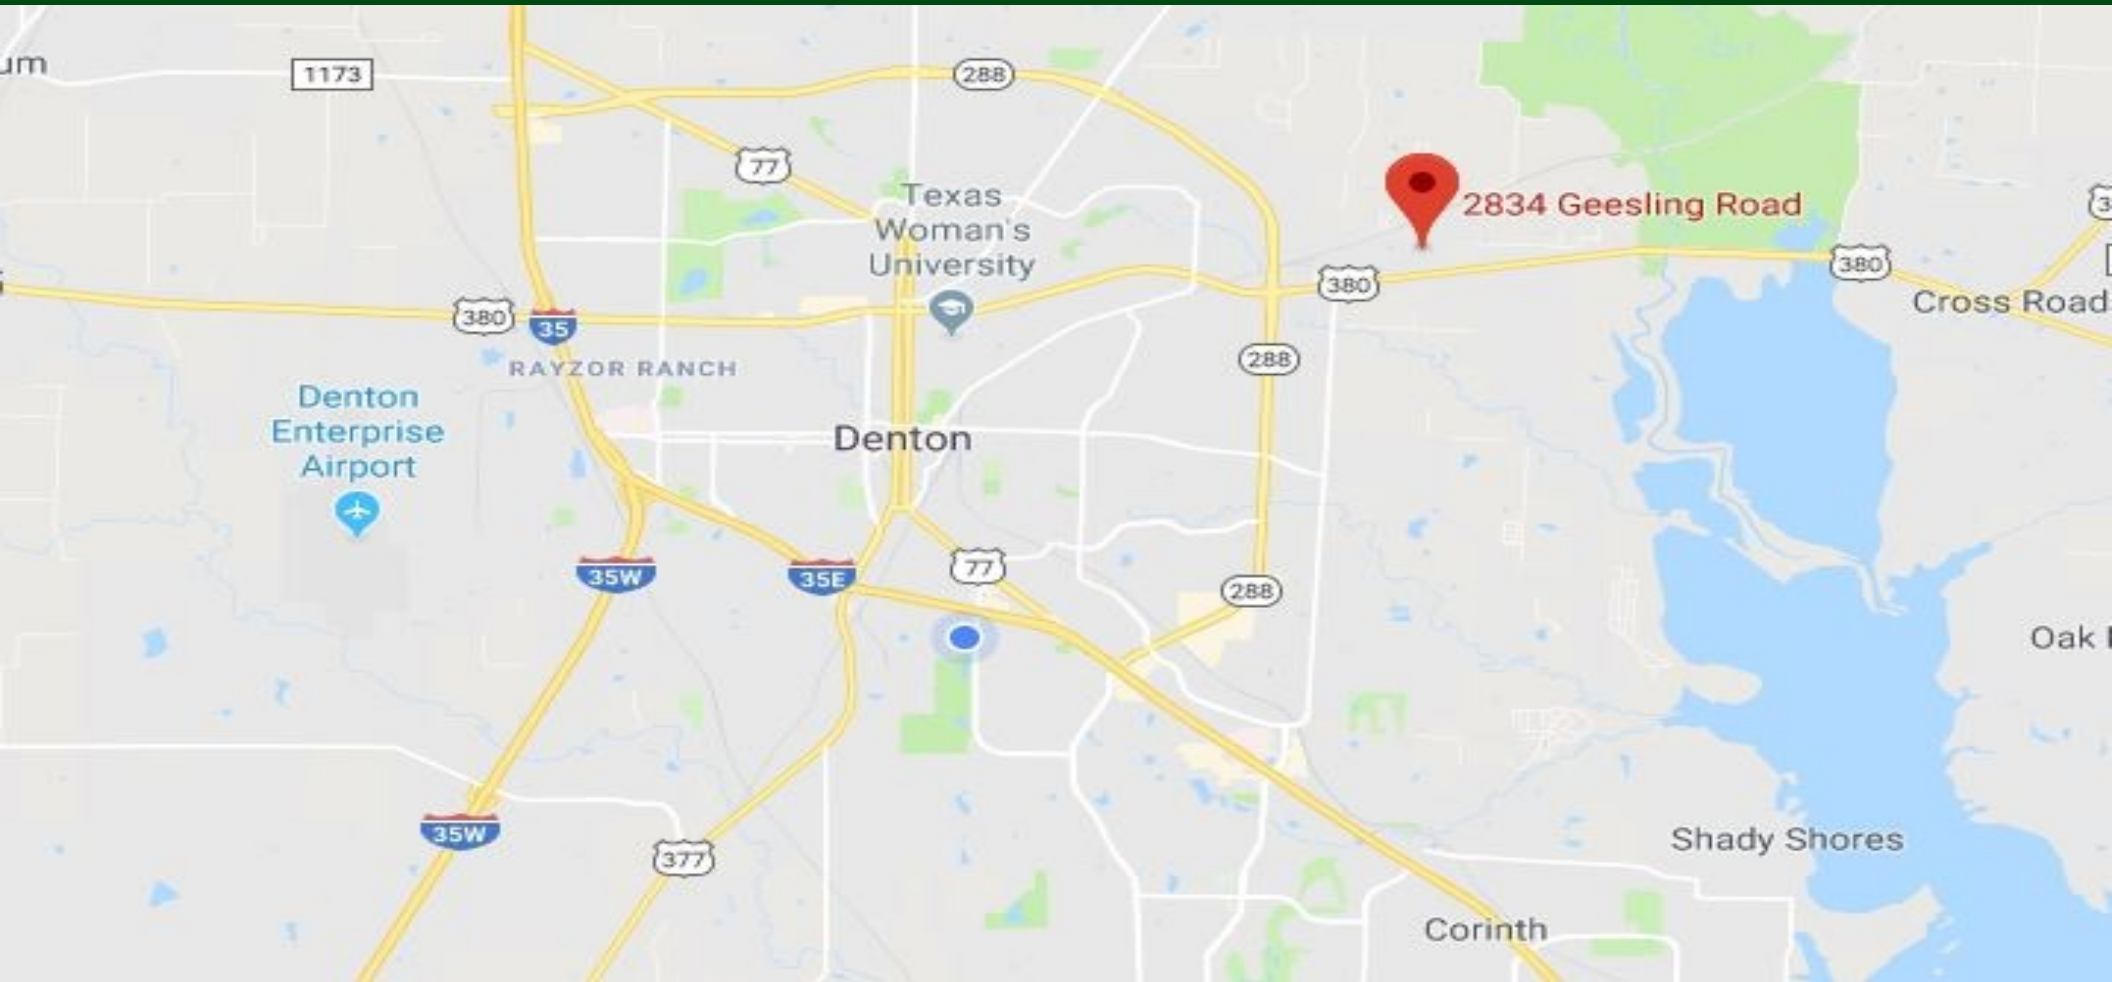 um
1173
288
77
Texas
Woman's
University
2834 Geesling Road
380
380
380
35
Cross Road
288
RAYZOR RANCH
Denton
Enterprise
Airport
Denton
35W
35E
77
288
Oak
35W
377
Shady Shores
Corinth